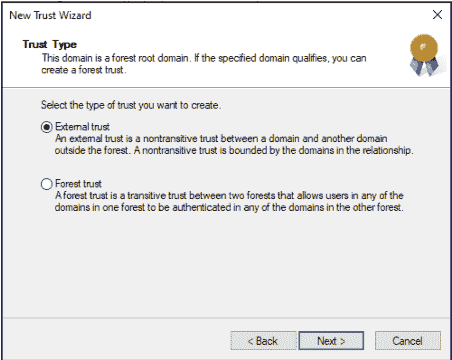 New Trust Wizard
Trust Type
This domain is a forest root domain. If the specified domain qualifies, you can
create a forest trust.
Select the type of trust you want to create.
External trust
An external trust is a nontransitive trust between a domain and another domain
outside the forest. A nontransitive trust is bounded by the domains in the relationship.
Forest trust
A forest trust is a transitive trust between two forests that allows users in any of the
domains in one forest to be authenticated in any of the domains in the other forest.
< Back Next > Cancel